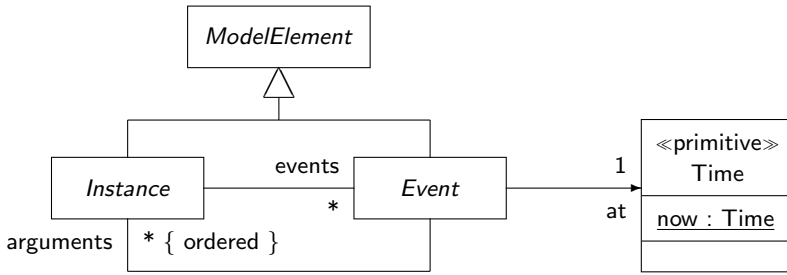 ModelElement
Instance
events
*
Event
1
at
≪primitive≫
Time
now : Time
arguments
* { ordered }